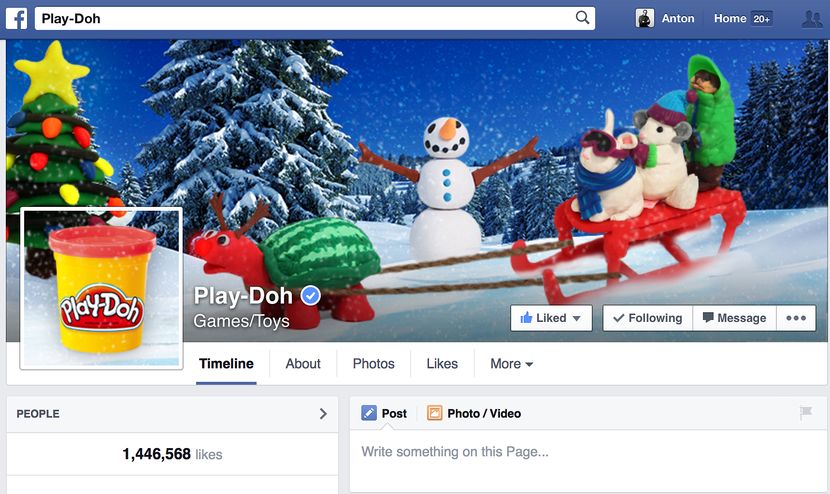 Play-Doh
Anton
Home 20+
PLAY-DOH
Play-Doh
Games/Toys
Liked
Following
Message
Timeline
About
Photos
Likes
More
PEOPLE
1,446,568 likes
Post
Photo / Video
Write something on this Page...